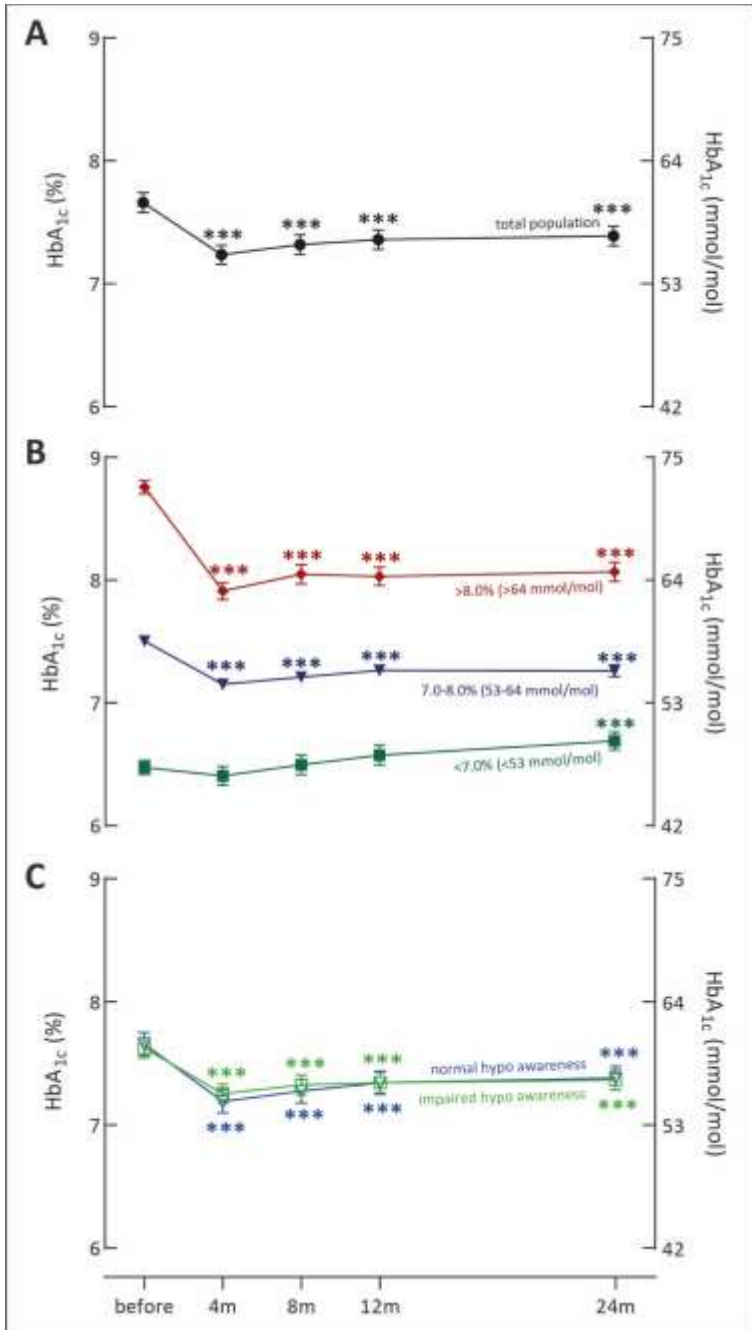 A
9
75
8
64
7
53
6
42
HbA1c (%)
HbA1c (mmol/mol)
***
***
***
***
total population
B
9
75
8
64
7
53
6
42
HbA1c (%)
HbA1c (mmol/mol)
***
***
***
***
>8.0% (>64 mmol/mol)
***
***
***
***
7.0-8.0% (53-64 mmol/mol)
***
<7.0% (<53 mmol/mol)
C
9
75
8
64
7
53
6
42
HbA1c (%)
HbA1c (mmol/mol)
***
***
***
***
normal hypo awareness
impaired hypo awareness
***
***
***
***
before 4m 8m 12m 24m